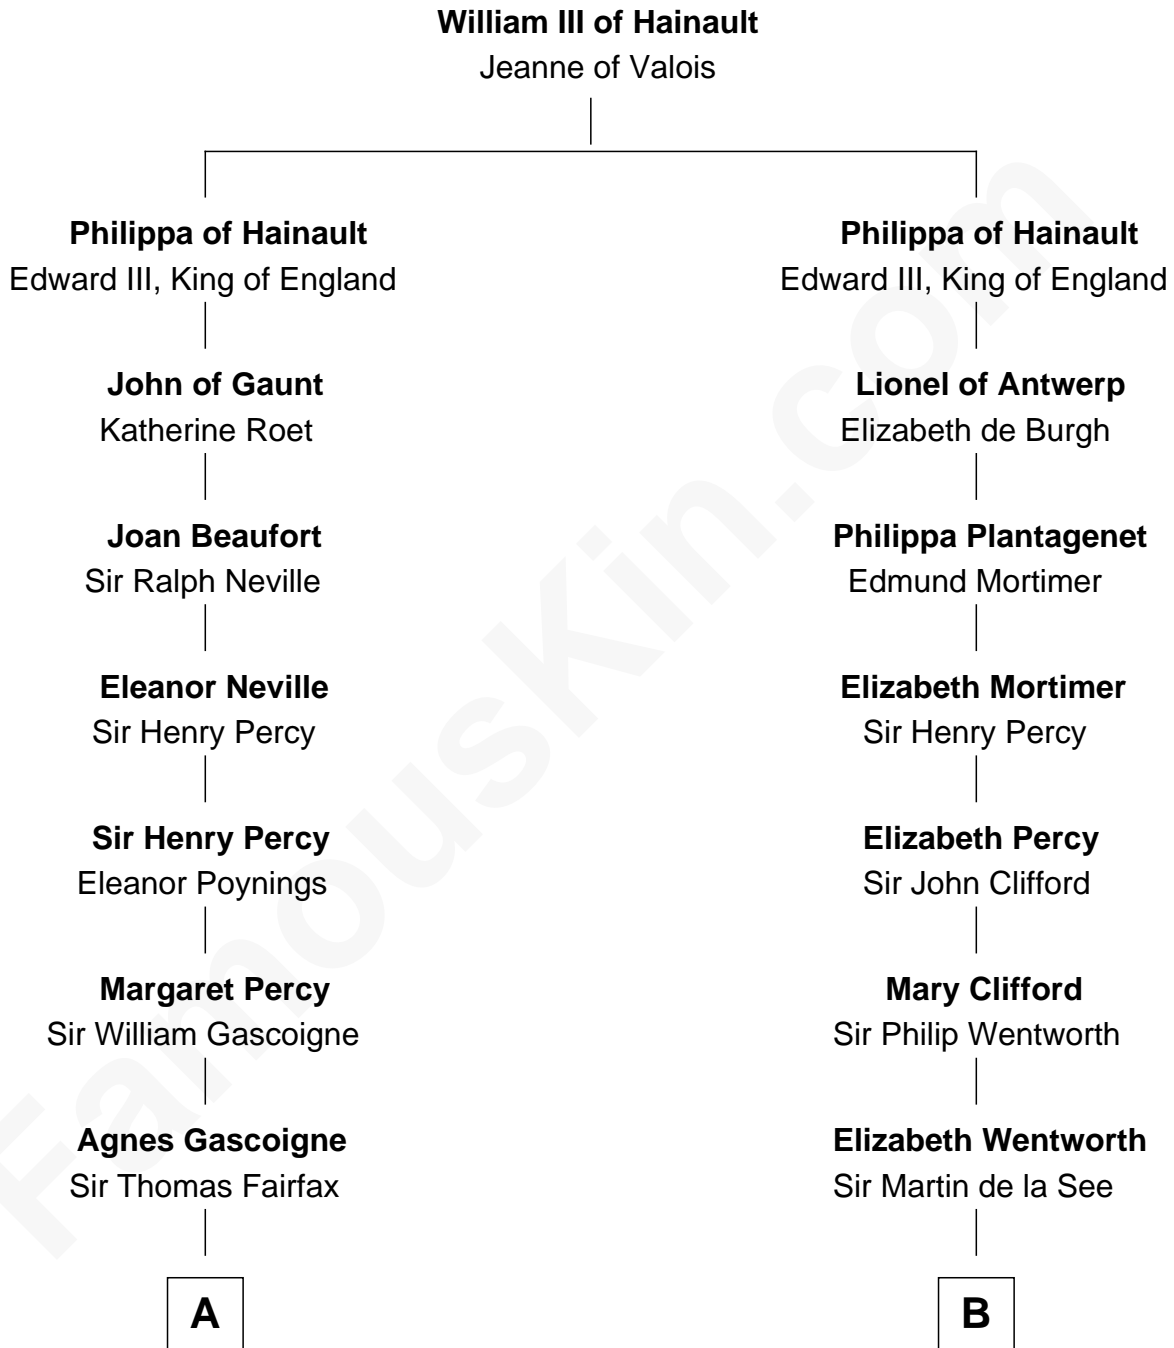 William III of Hainault
Jeanne of Valois
Philippa of Hainault
Edward III, King of England
John of Gaunt
Katherine Roet
Joan Beaufort
Sir Ralph Neville
Eleanor Neville
Sir Henry Percy
Sir Henry Percy
Eleanor Poynings
Margaret Percy
Sir William Gascoigne
Agnes Gascoigne
Sir Thomas Fairfax
A
Philippa of Hainault
Edward III, King of England
Lionel of Antwerp
Elizabeth de Burgh
Philippa Plantagenet
Edmund Mortimer
Elizabeth Mortimer
Sir Henry Percy
Elizabeth Percy
Sir John Clifford
Mary Clifford
Sir Philip Wentworth
Elizabeth Wentworth
Sir Martin de la See
B
FamousKin.com